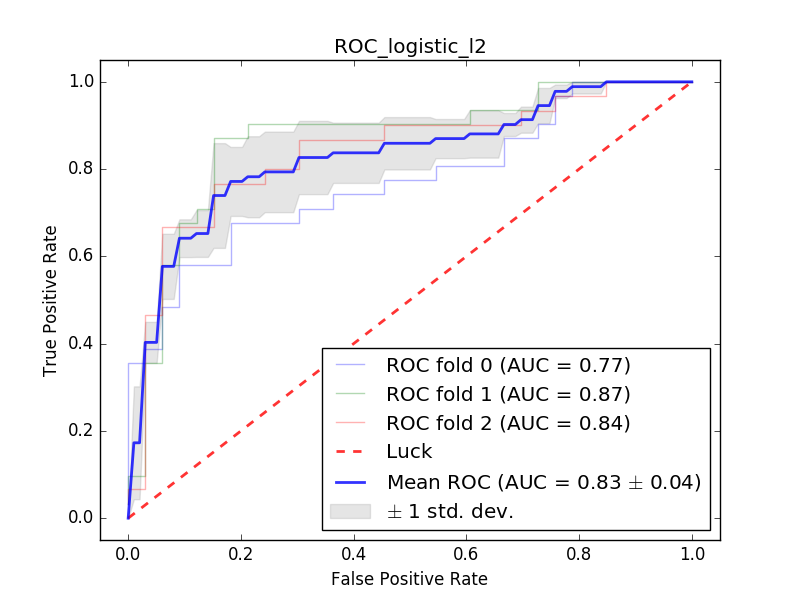 ROC_logistic_l2
1.0
0.8
0.6
0.4
0.2
0.0
True Positive Rate
ROC fold 0 (AUC = 0.77)
ROC fold 1 (AUC = 0.87)
ROC fold 2 (AUC = 0.84)
Luck
Mean ROC (AUC = 0.83 ± 0.04)
± 1 std. dev.
0.0 0.2 0.4 0.6 0.8 1.0
False Positive Rate